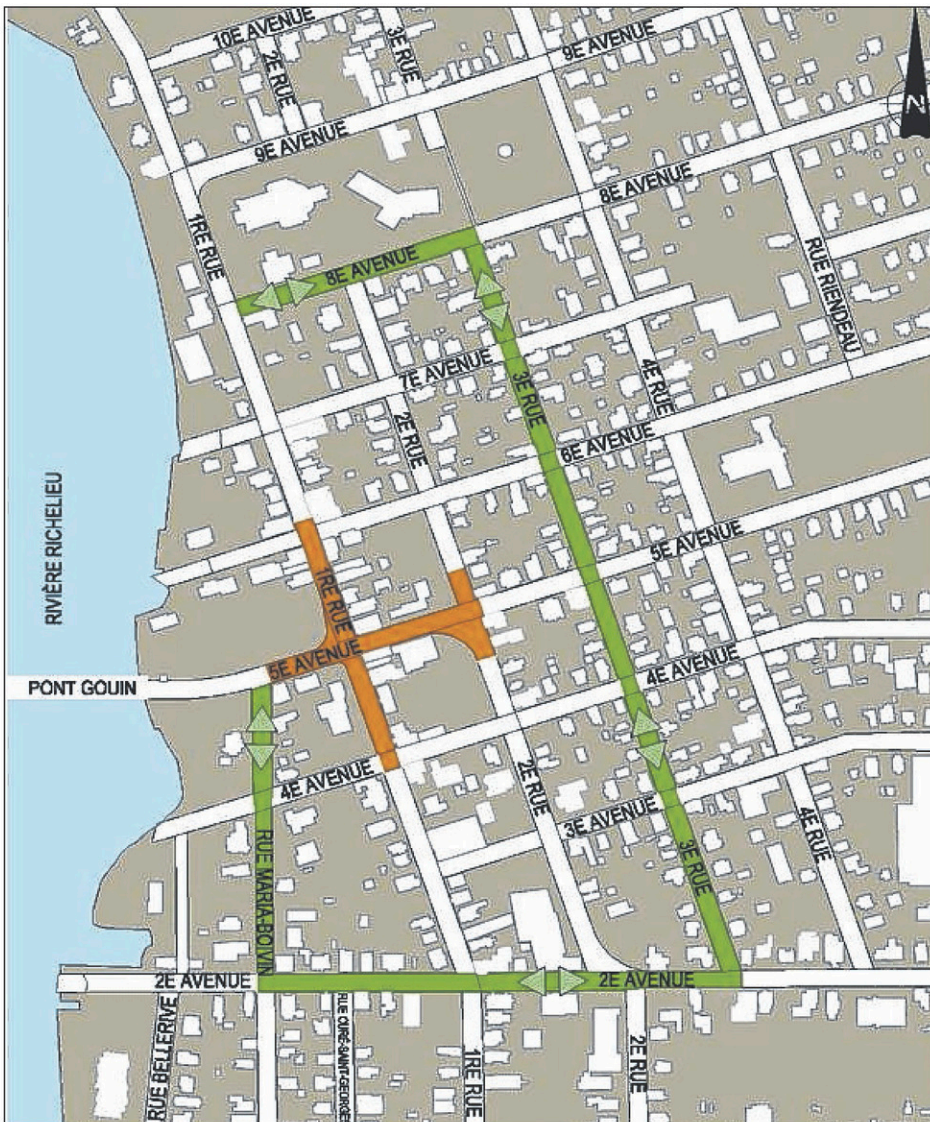 10E AVENUE
3E RUE
9E AVENUE
2E RUE
9E AVENUE
N
8E AVENUE
1RE RUE
8E AVENUE
RUE RIENDEAU
7E AVENUE
3E RUE
4E RUE
2E RUE
6E AVENUE
RIVIÈRE RICHELIEU
5E AVENUE
1RE RUE
5E AVENUE
PONT GOUIN
4E AVENUE
4E AVENUE
2E RUE
3E AVENUE
4E RUE
3E RUE
RUE MARIA-BOIVIN
2E AVENUE
2E AVENUE
RUE BELLERIVE
RUE CURÉ-SAINT-GEORGES
1RE RUE
2E RUE